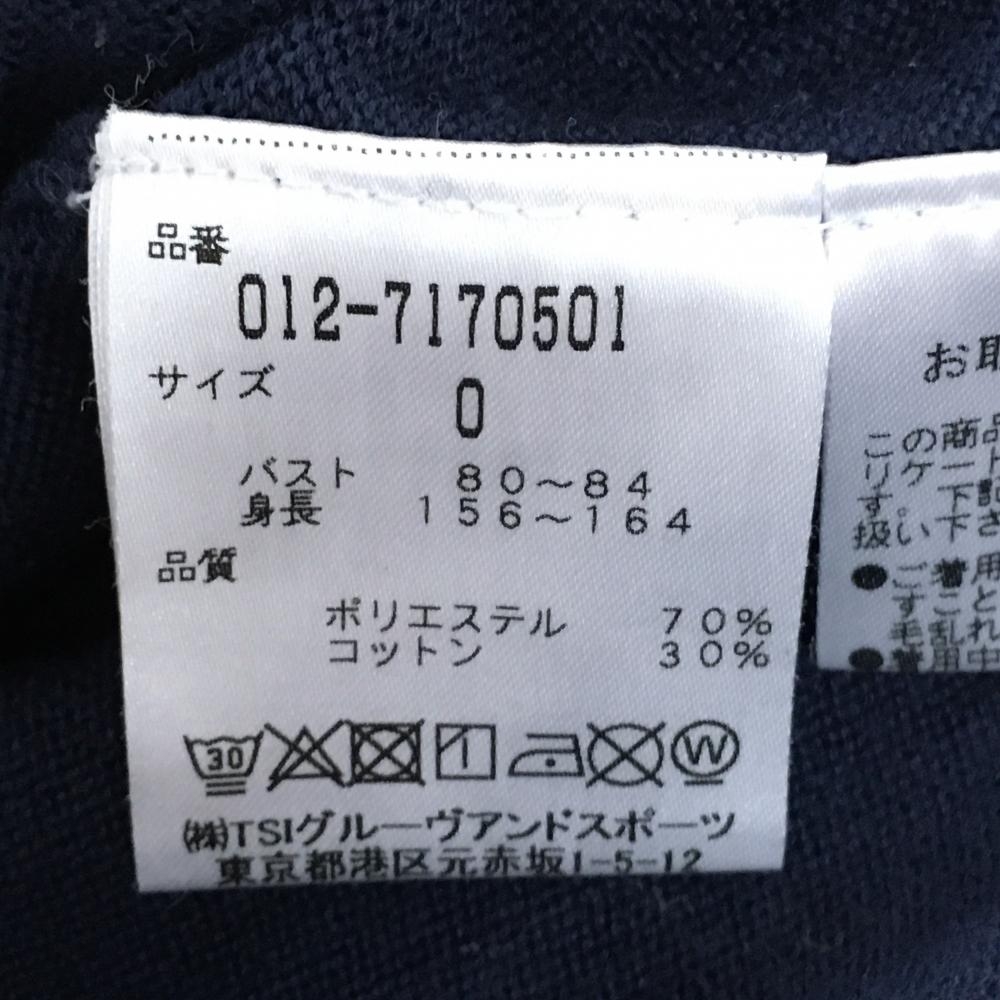 品番
012-7170501
サイズ
0
バスト 80～84
身長 156～164
品質
ポリエステル 70%
コットン 30%
30
W
(株)TSIグルーヴアンドスポーツ
東京都港区元赤坂1-5-12
お取
この商品
りケート
す。下
扱い下さ
●ご着用
すこと
毛乱れ
●着用中